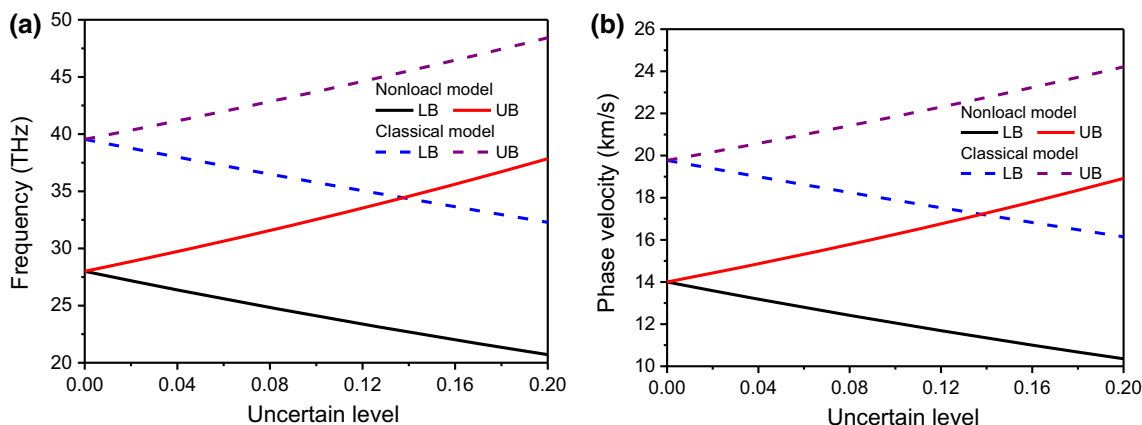 (a)
Frequency (THz)
50
45
40
35
30
25
20
Nonloacl model
LB UB
Classical model
LB UB
0.00 0.04 0.08 0.12 0.16 0.20
Uncertain level
(b)
Phase velocity (km/s)
26
24
22
20
18
16
14
12
10
Nonloacl model
LB UB
Classical model
LB UB
0.00 0.04 0.08 0.12 0.16 0.20
Uncertain level